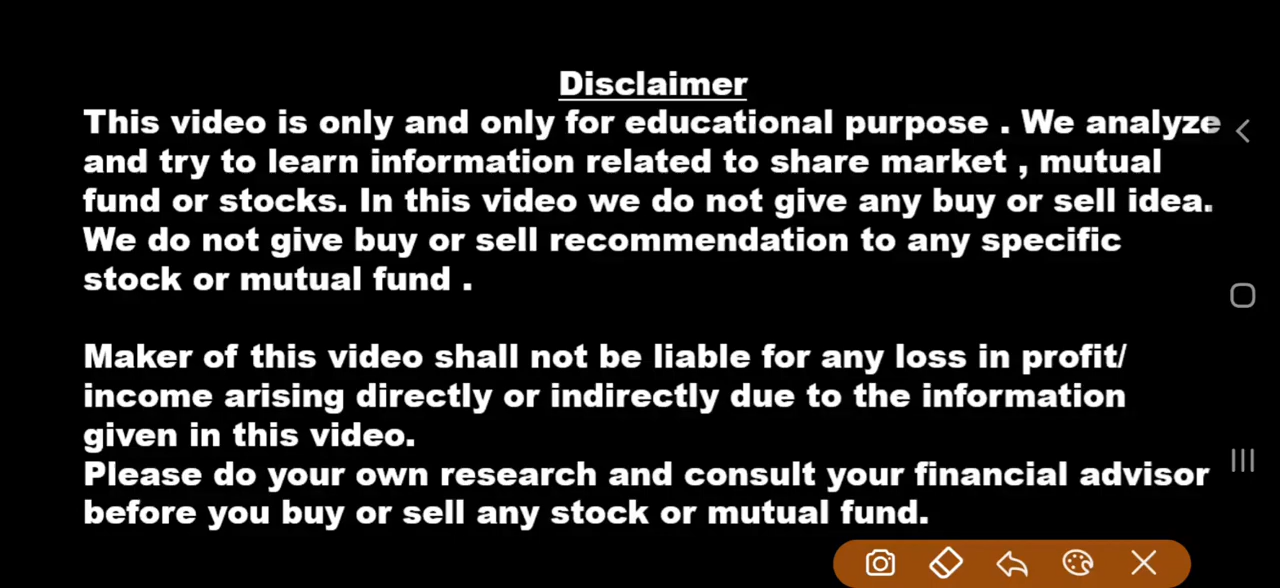 Disclaimer
This video is only and only for educational purpose . We analyze
and try to learn information related to share market , mutual
fund or stocks. In this video we do not give any buy or sell idea.
We do not give buy or sell recommendation to any specific
stock or mutual fund .
Maker of this video shall not be liable for any loss in profit/
income arising directly or indirectly due to the information
given in this video.
Please do your own research and consult your financial advisor
before you buy or sell any stock or mutual fund.